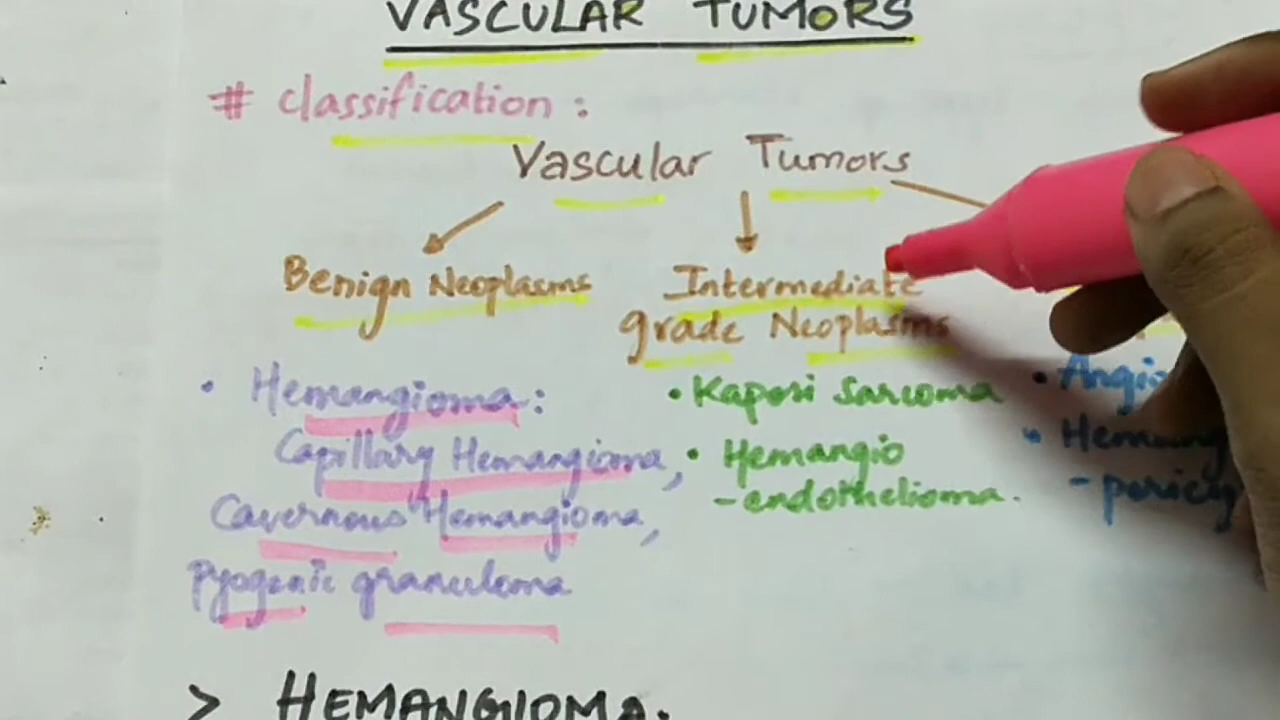 VASCULAR TUMORS
# Classification :
Vascular Tumors
Benign Neoplasms
• Hemangioma:
Capillary Hemangioma,
Cavernous Hemangioma,
Pyogenic granuloma
Intermediate
grade Neoplasms
• Kaposi Sarcoma
• Hemangio
-endothelioma.
> HEMANGIOMA.